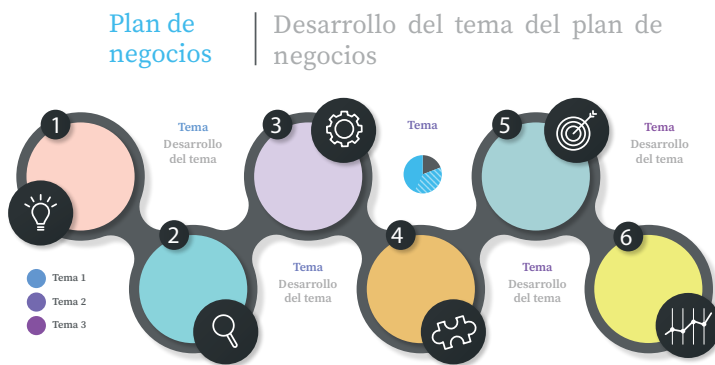 Plan de
negocios
Desarrollo del tema del plan de
negocios
1
Tema
Desarrollo
del tema
3
Tema
5
Tema
Desarrollo
del tema
2
Tema
Desarrollo
del tema
4
Tema
Desarrollo
del tema
6
Tema 1
Tema 2
Tema 3